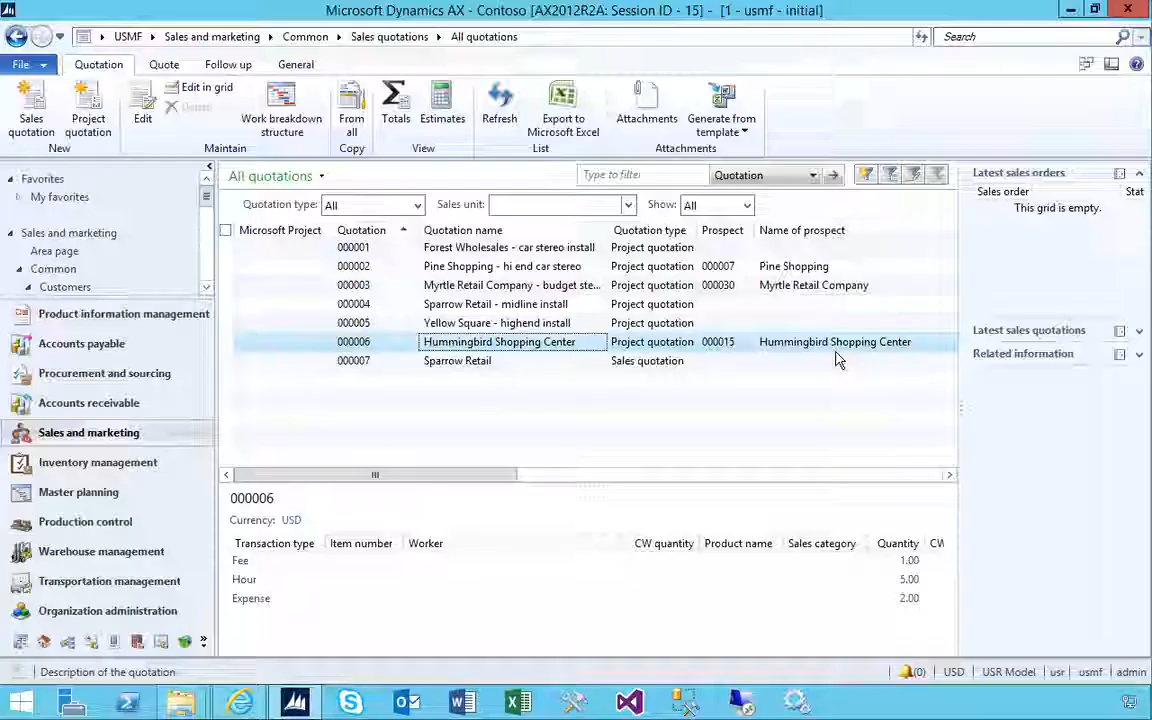 Microsoft Dynamics AX - Contoso [AX2012R2A: Session ID - 15] - [1 - usmf - initial]
USMF Sales and marketing Common Sales quotations All quotations
Search
File Quotation Quote Follow up General
Sales quotation
Project quotation
New
Edit
Edit in grid
Delete
Work breakdown structure
Maintain
From all
Copy
Totals
Estimates
View
Refresh
Export to Microsoft Excel
List
Attachments
Generate from template
Attachments
Favorites
My favorites
Sales and marketing
Area page
Common
Customers
Product information management
Accounts payable
Procurement and sourcing
Accounts receivable
Sales and marketing
Inventory management
Master planning
Production control
Warehouse management
Transportation management
Organization administration
All quotations
Type to filter
Quotation
Quotation type: All Sales unit: Show: All
Microsoft Project Quotation Quotation name Quotation type Prospect Name of prospect
000001 Forest Wholesales - car stereo install Project quotation
000002 Pine Shopping - hi end car stereo Project quotation 000007 Pine Shopping
000003 Myrtle Retail Company - budget ste... Project quotation 000030 Myrtle Retail Company
000004 Sparrow Retail - midline install Project quotation
000005 Yellow Square - highend install Project quotation
000006 Hummingbird Shopping Center Project quotation 000015 Hummingbird Shopping Center
000007 Sparrow Retail Sales quotation
000006
Currency: USD
Transaction type Item number Worker CW quantity Product name Sales category Quantity CW
Fee 1.00
Hour 5.00
Expense 2.00
Latest sales orders
Sales order Stat
This grid is empty.
Latest sales quotations
Related information
Description of the quotation
(0) USD USR Model usr usmf admin